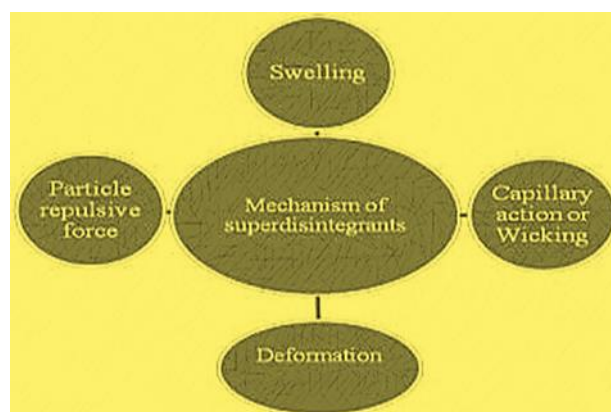 Swelling
Particle
repulsive
force
Mechanism of
superdisintegrants
Capillary
action or
Wicking
Deformation